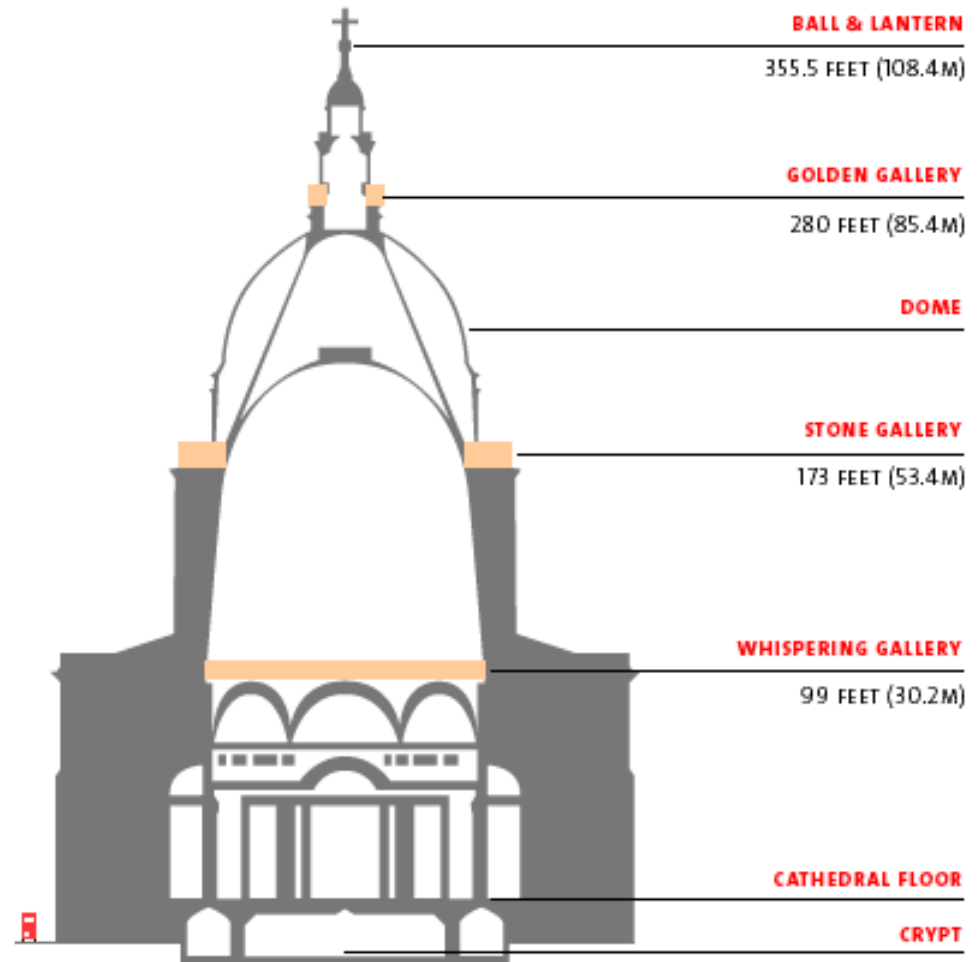 BALL & LANTERN
355.5 FEET (108.4M)
GOLDEN GALLERY
280 FEET (85.4M)
DOME
STONE GALLERY
173 FEET (53.4M)
WHISPERING GALLERY
99 FEET (30.2M)
CATHEDRAL FLOOR
CRYPT